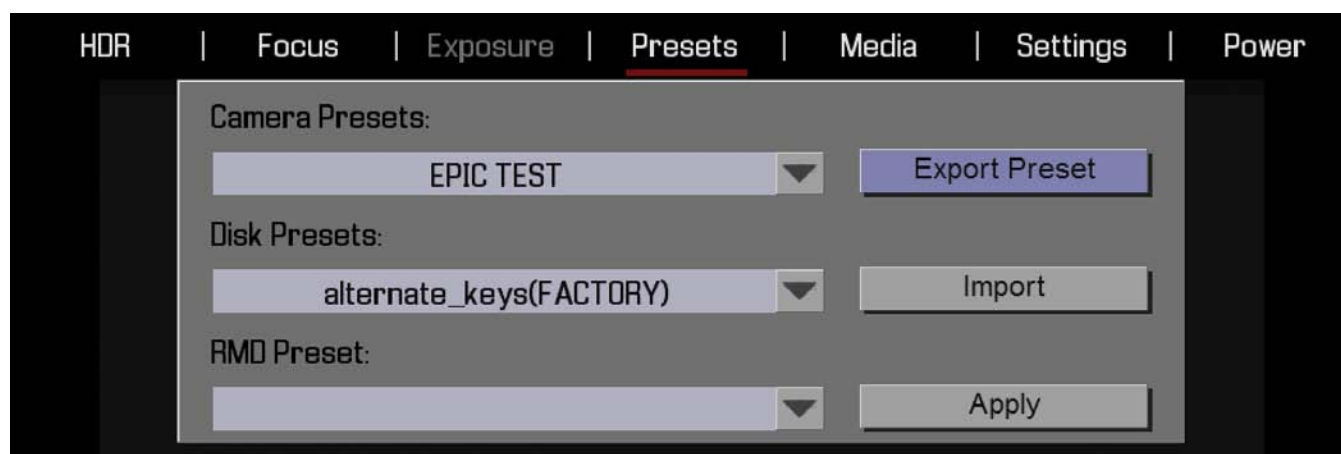 HDR | Focus | Exposure | Presets | Media | Settings | Power
Camera Presets:
EPIC TEST
Export Preset
Disk Presets:
alternate_keys(FACTORY)
Import
RMD Preset:
Apply